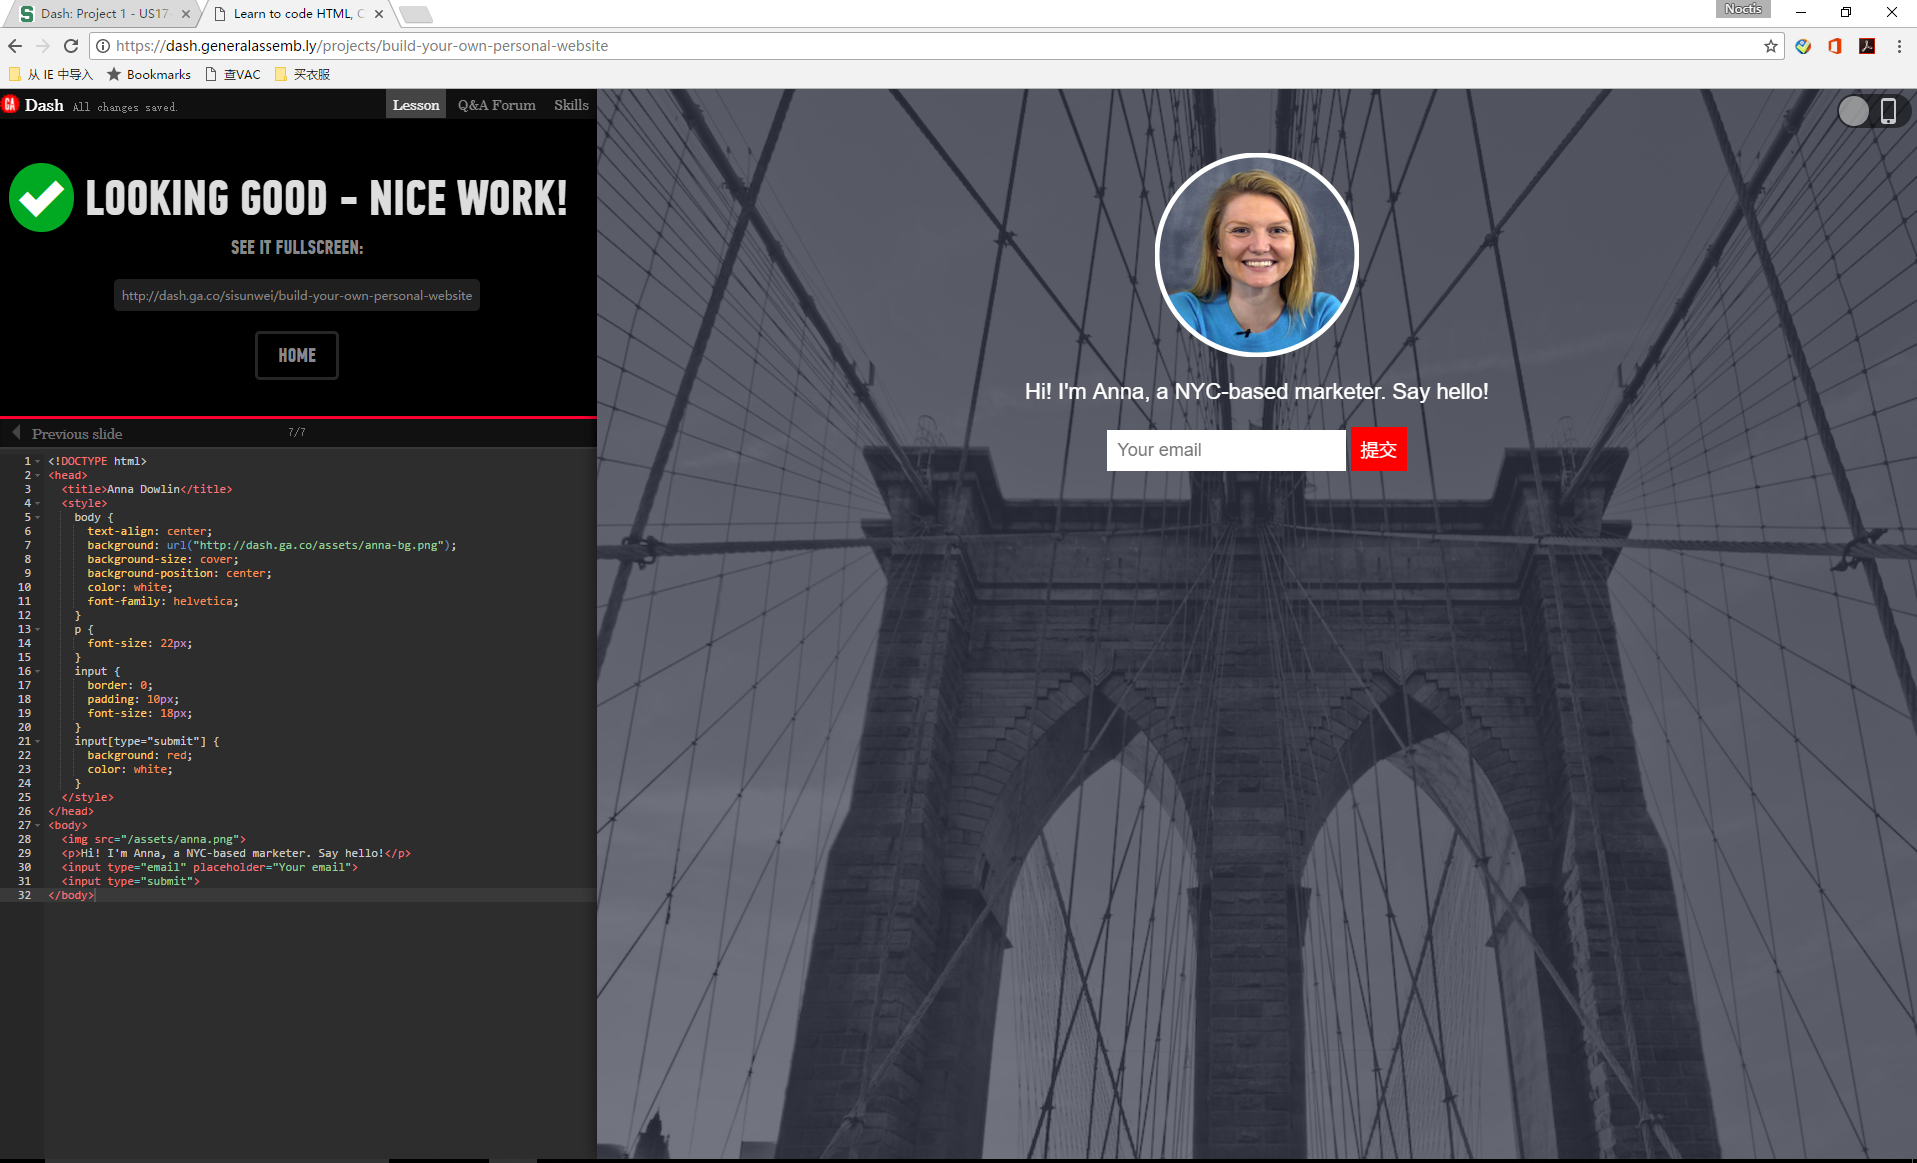 Dash: Project 1 - US17
Learn to code HTML, C
Noctis
https://dash.generalassemb.ly/projects/build-your-own-personal-website
从 IE 中导入
Bookmarks
查VAC
买衣服
GA Dash All changes saved.
Lesson Q&A Forum Skills
LOOKING GOOD - NICE WORK!
SEE IT FULLSCREEN:
http://dash.ga.co/sisunwei/build-your-own-personal-website
HOME
Previous slide 7/7
1 <!DOCTYPE html>
2 <head>
3 <title>Anna Dowlin</title>
4 <style>
5 body {
6 text-align: center;
7 background: url("http://dash.ga.co/assets/anna-bg.png");
8 background-size: cover;
9 background-position: center;
10 color: white;
11 font-family: helvetica;
12 }
13 p {
14 font-size: 22px;
15 }
16 input {
17 border: 0;
18 padding: 10px;
19 font-size: 18px;
20 }
21 input[type="submit"] {
22 background: red;
23 color: white;
24 }
25 </style>
26 </head>
27 <body>
28 <img src="/assets/anna.png">
29 <p>Hi! I'm Anna, a NYC-based marketer. Say hello!</p>
30 <input type="email" placeholder="Your email">
31 <input type="submit">
32 </body>
Hi! I'm Anna, a NYC-based marketer. Say hello!
Your email 提交